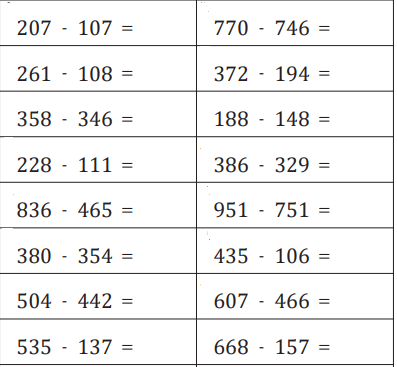 207 - 107 =
770 - 746 =
261 - 108 =
372 - 194 =
358 - 346 =
188 - 148 =
228 - 111 =
386 - 329 =
836 - 465 =
951 - 751 =
380 - 354 =
435 - 106 =
504 - 442 =
607 - 466 =
535 - 137 =
668 - 157 =